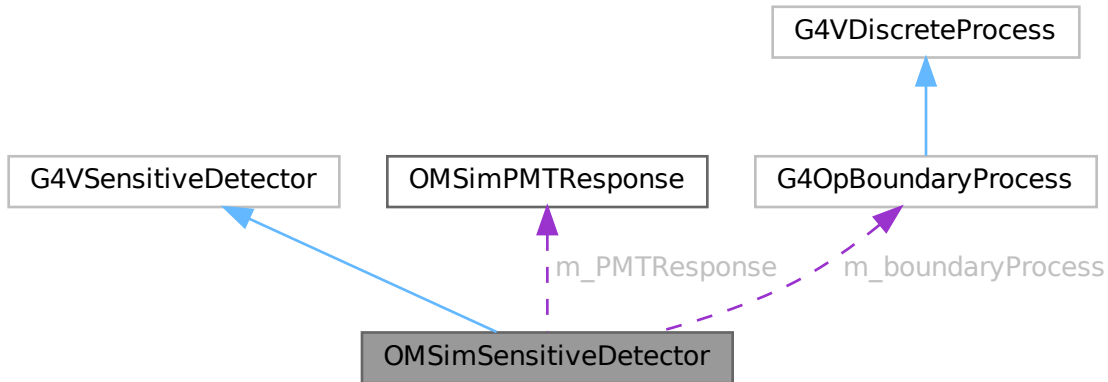 G4VDiscreteProcess
G4VSensitiveDetector
OMSimPMTResponse
G4OpBoundaryProcess
m_PMTResponse
m_boundaryProcess
OMSimSensitiveDetector